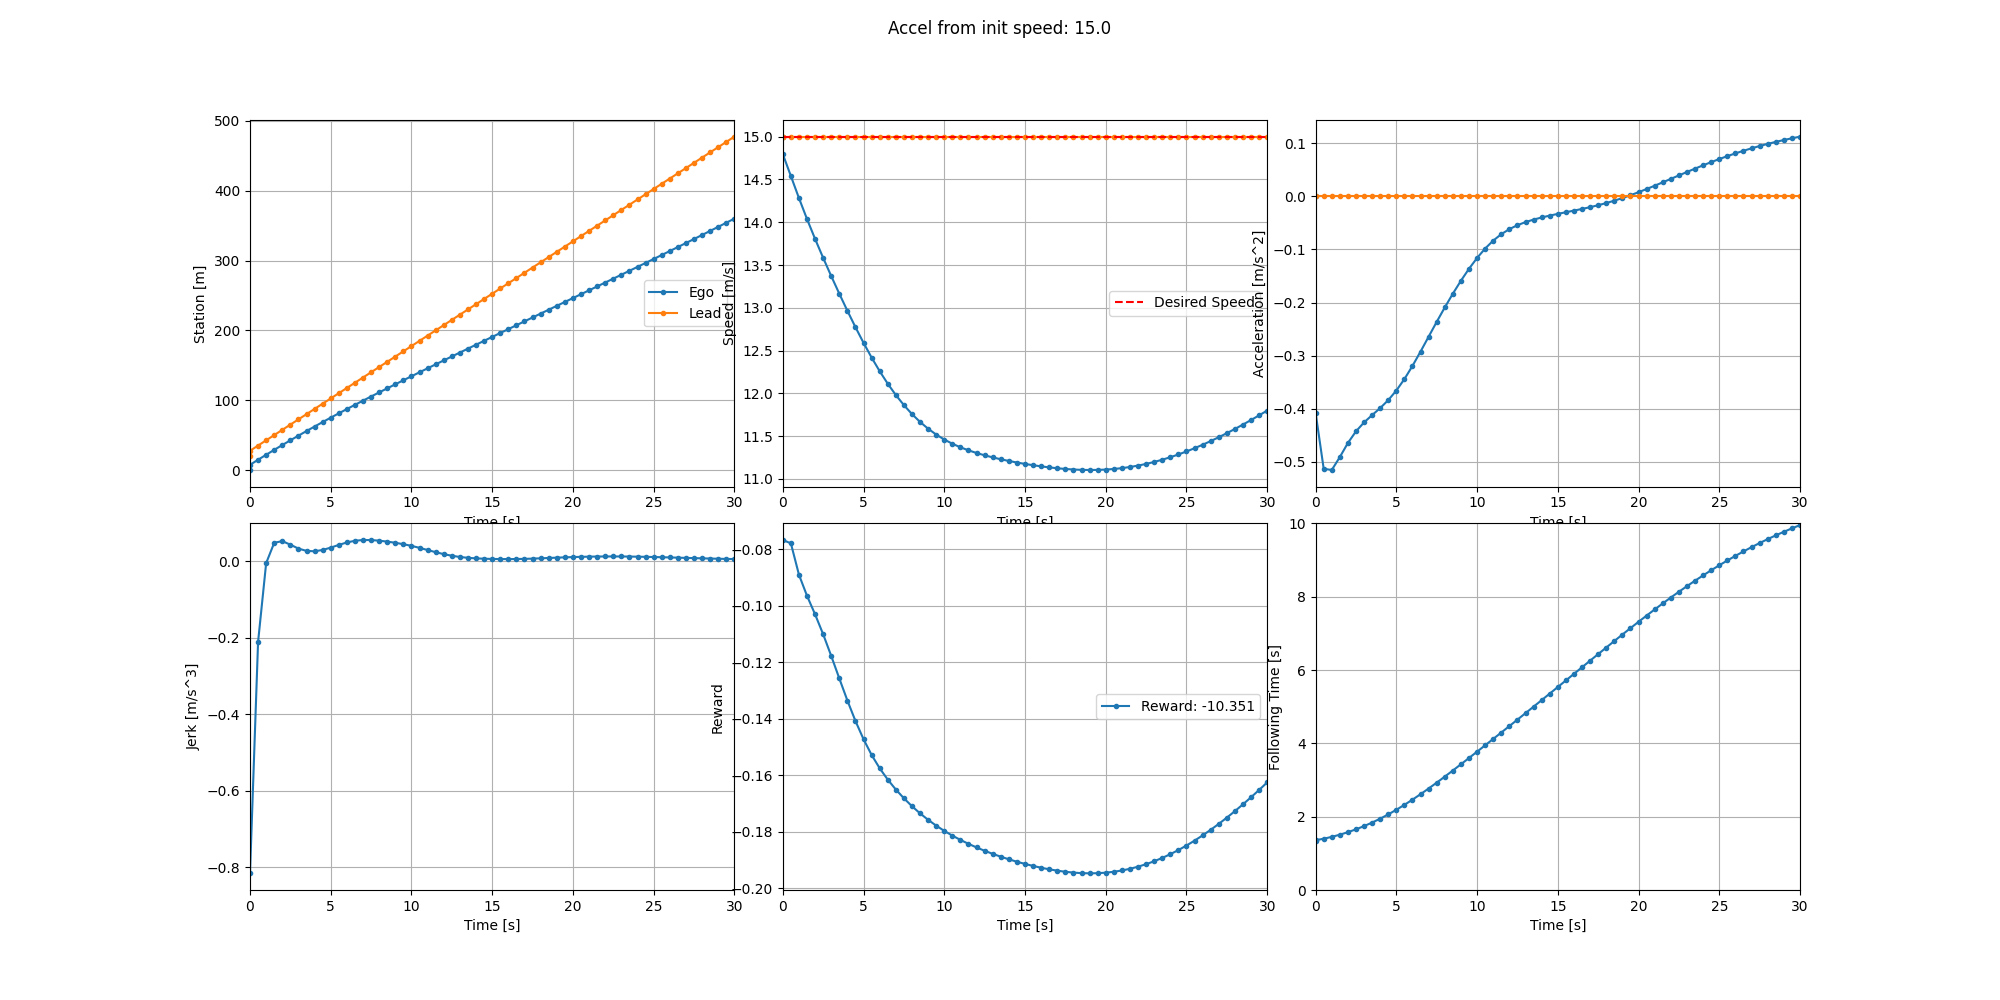 Accel from init speed: 15.0
Station [m]
500
400
300
200
100
0
Ego
Lead
0 5 10 15 20 25 30
Time [s]
Speed [m/s]
15.0
14.5
14.0
13.5
13.0
12.5
12.0
11.5
11.0
Desired Speed
0 5 10 15 20 25 30
Time [s]
Acceleration [m/s^2]
0.1
0.0
−0.1
−0.2
−0.3
−0.4
−0.5
0 5 10 15 20 25 30
Time [s]
Jerk [m/s^3]
0.0
−0.2
−0.4
−0.6
−0.8
0 5 10 15 20 25 30
Time [s]
Reward
−0.08
−0.10
−0.12
−0.14
−0.16
−0.18
−0.20
Reward: -10.351
0 5 10 15 20 25 30
Time [s]
Following Time [s]
10
8
6
4
2
0
0 5 10 15 20 25 30
Time [s]